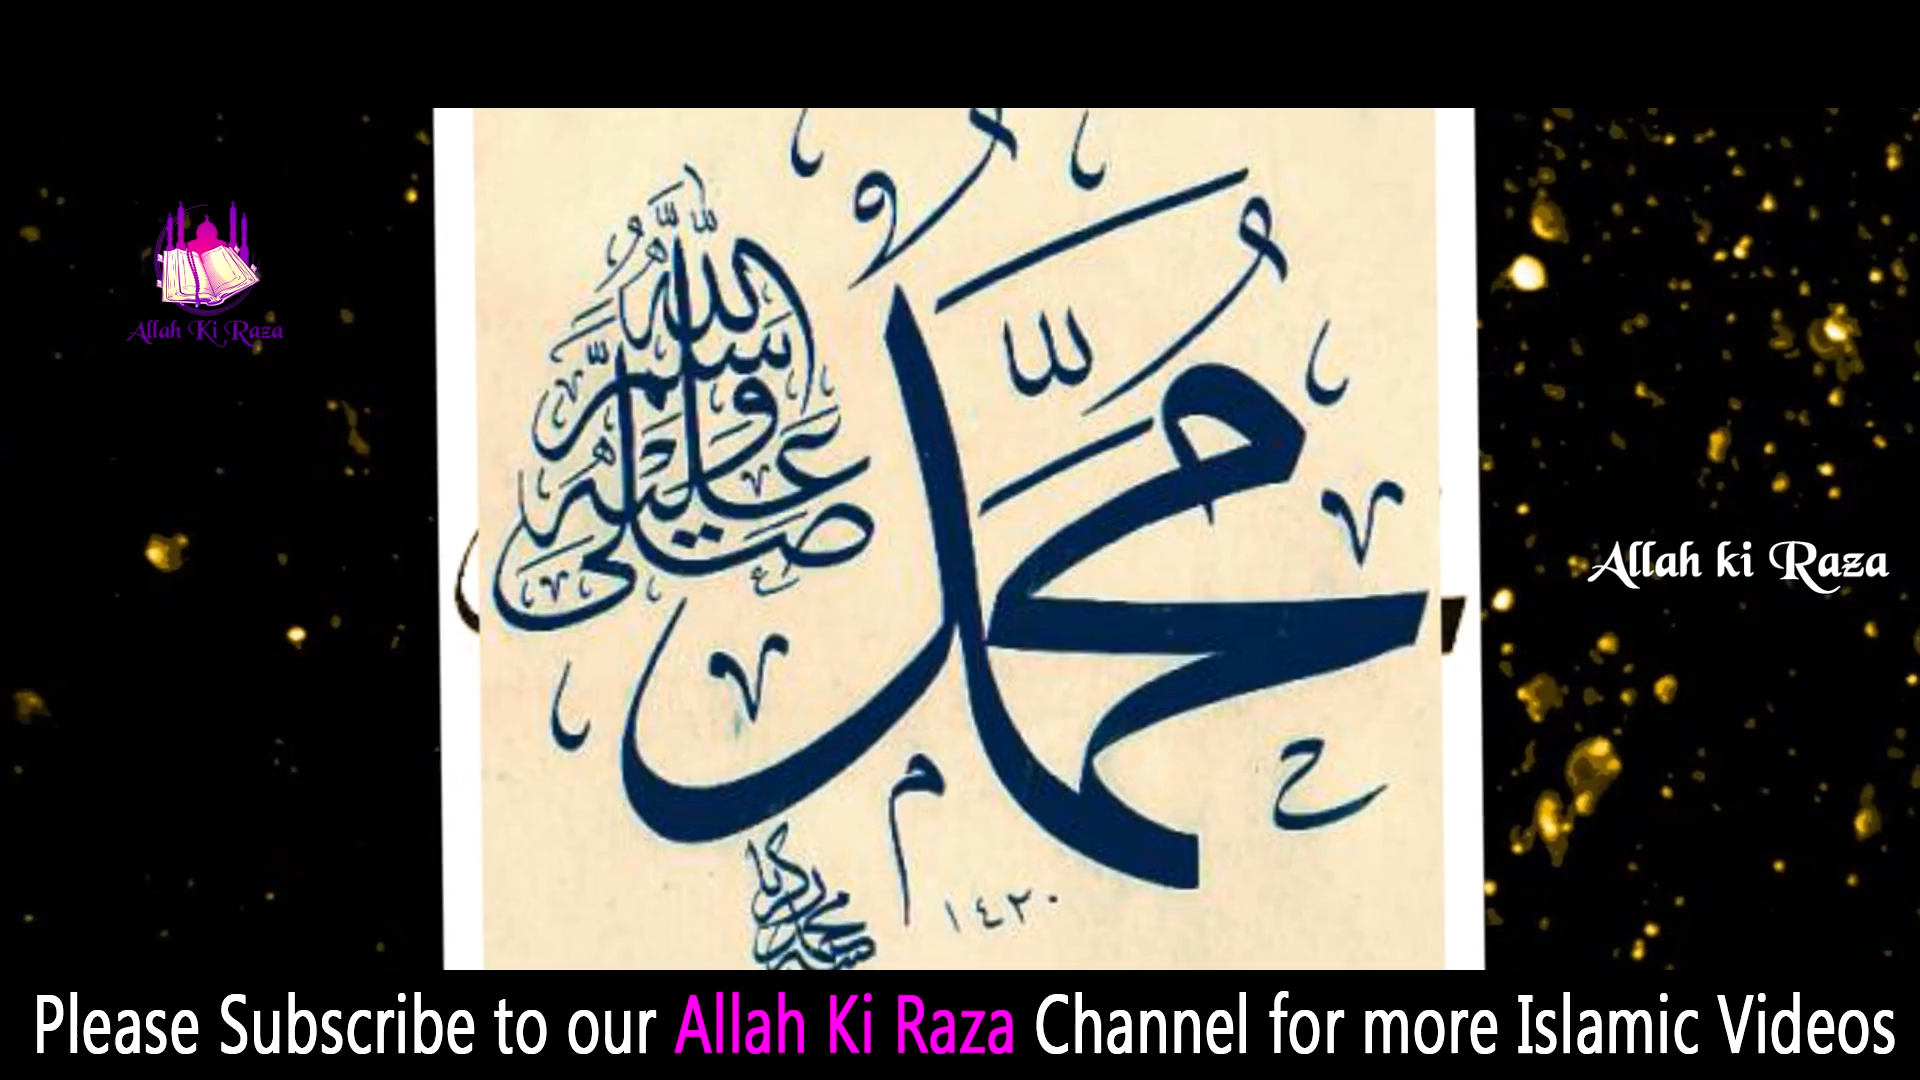 محمد
صلى الله عليه وسلم
١٤٢٠
Allah Ki Raza
Allah ki Raza
Please Subscribe to our Allah Ki Raza Channel for more Islamic Videos